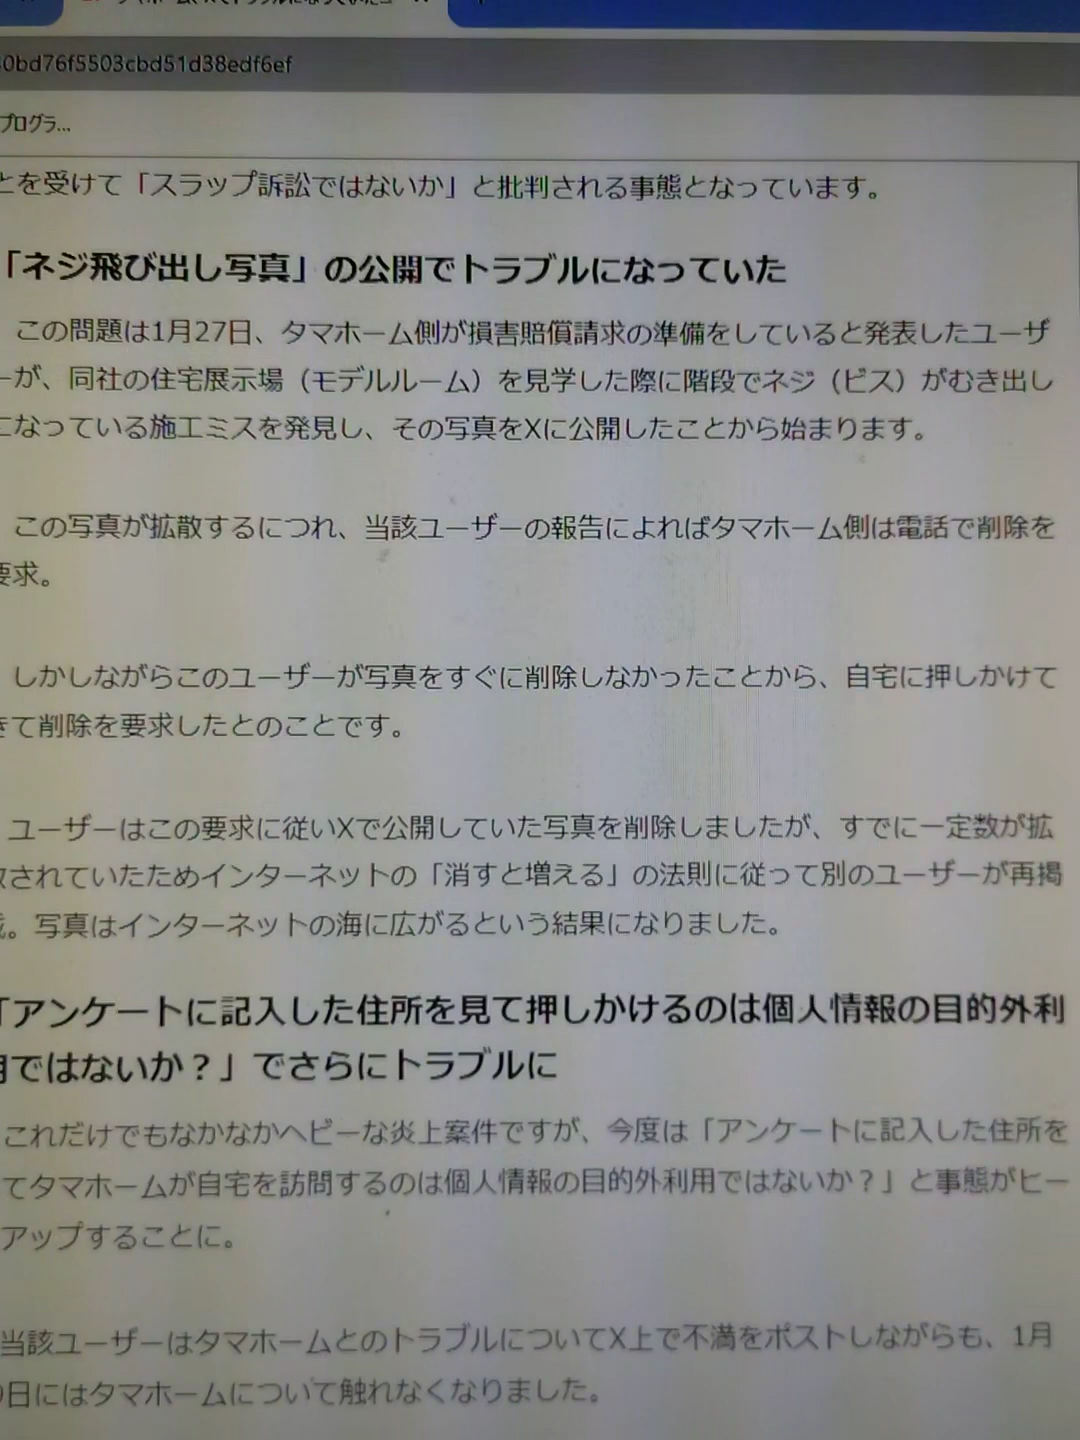 0bd76f5503cbd51d38edf6ef
プログラ...
とを受けて「スラップ訴訟ではないか」と批判される事態となっています。
「ネジ飛び出し写真」の公開でトラブルになっていた
この問題は1月27日、タマホーム側が損害賠償請求の準備をしていると発表したユーザ
ーが、同社の住宅展示場（モデルルーム）を見学した際に階段でネジ（ビス）がむき出し
になっている施工ミスを発見し、その写真をXに公開したことから始まります。
この写真が拡散するにつれ、当該ユーザーの報告によればタマホーム側は電話で削除を
要求。
しかしながらこのユーザーが写真をすぐに削除しなかったことから、自宅に押しかけて
きて削除を要求したとのことです。
ユーザーはこの要求に従いXで公開していた写真を削除しましたが、すでに一定数が拡
散されていたためインターネットの「消すと増える」の法則に従って別のユーザーが再掲
載。写真はインターネットの海に広がるという結果になりました。
「アンケートに記入した住所を見て押しかけるのは個人情報の目的外利
用ではないか？」でさらにトラブルに
これだけでもなかなかヘビーな炎上案件ですが、今度は「アンケートに記入した住所を
てタマホームが自宅を訪問するのは個人情報の目的外利用ではないか？」と事態がヒー
アップすることに。
当該ユーザーはタマホームとのトラブルについてX上で不満をポストしながらも、1月
日にはタマホームについて触れなくなりました。